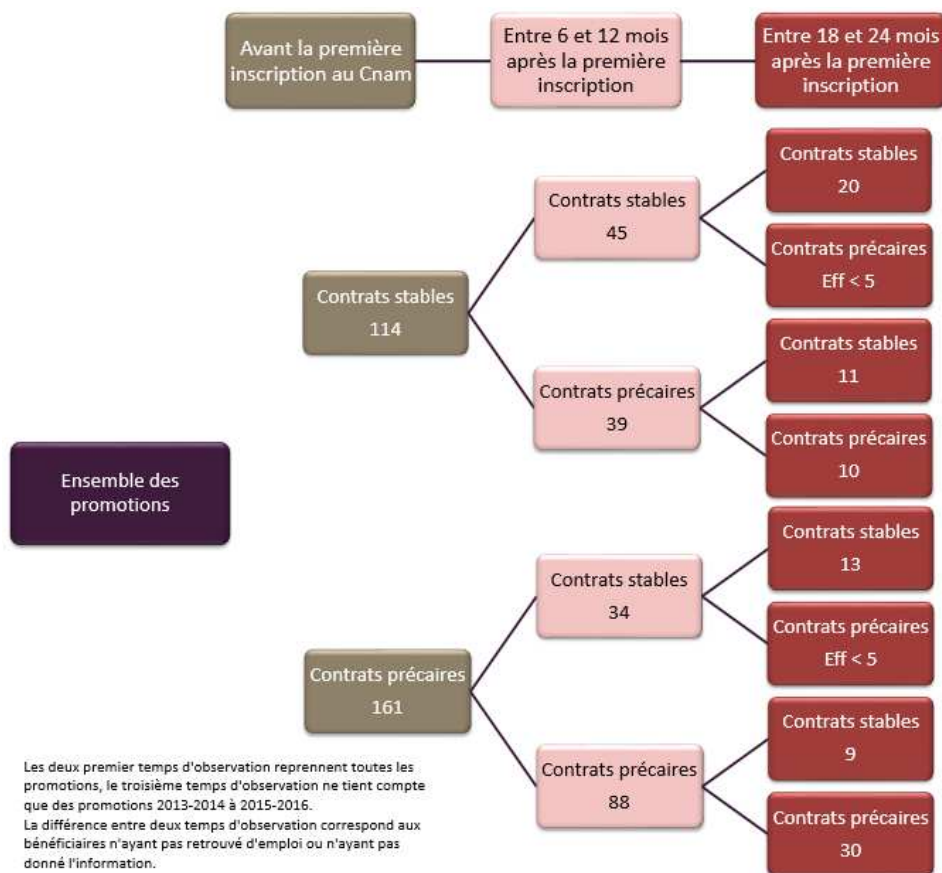 Avant la première
inscription au Cnam
Entre 6 et 12 mois
après la première
inscription
Entre 18 et 24 mois
après la première
inscription
Ensemble des
promotions
Contrats stables
114
Contrats stables
45
Contrats stables
20
Contrats précaires
Eff < 5
Contrats précaires
39
Contrats stables
11
Contrats précaires
10
Contrats précaires
161
Contrats stables
34
Contrats stables
13
Contrats précaires
Eff < 5
Contrats précaires
88
Contrats stables
9
Contrats précaires
30
Les deux premier temps d'observation reprennent toutes les
promotions, le troisième temps d'observation ne tient compte
que des promotions 2013-2014 à 2015-2016.
La différence entre deux temps d'observation correspond aux
bénéficiaires n'ayant pas retrouvé d'emploi ou n'ayant pas
donné l'information.